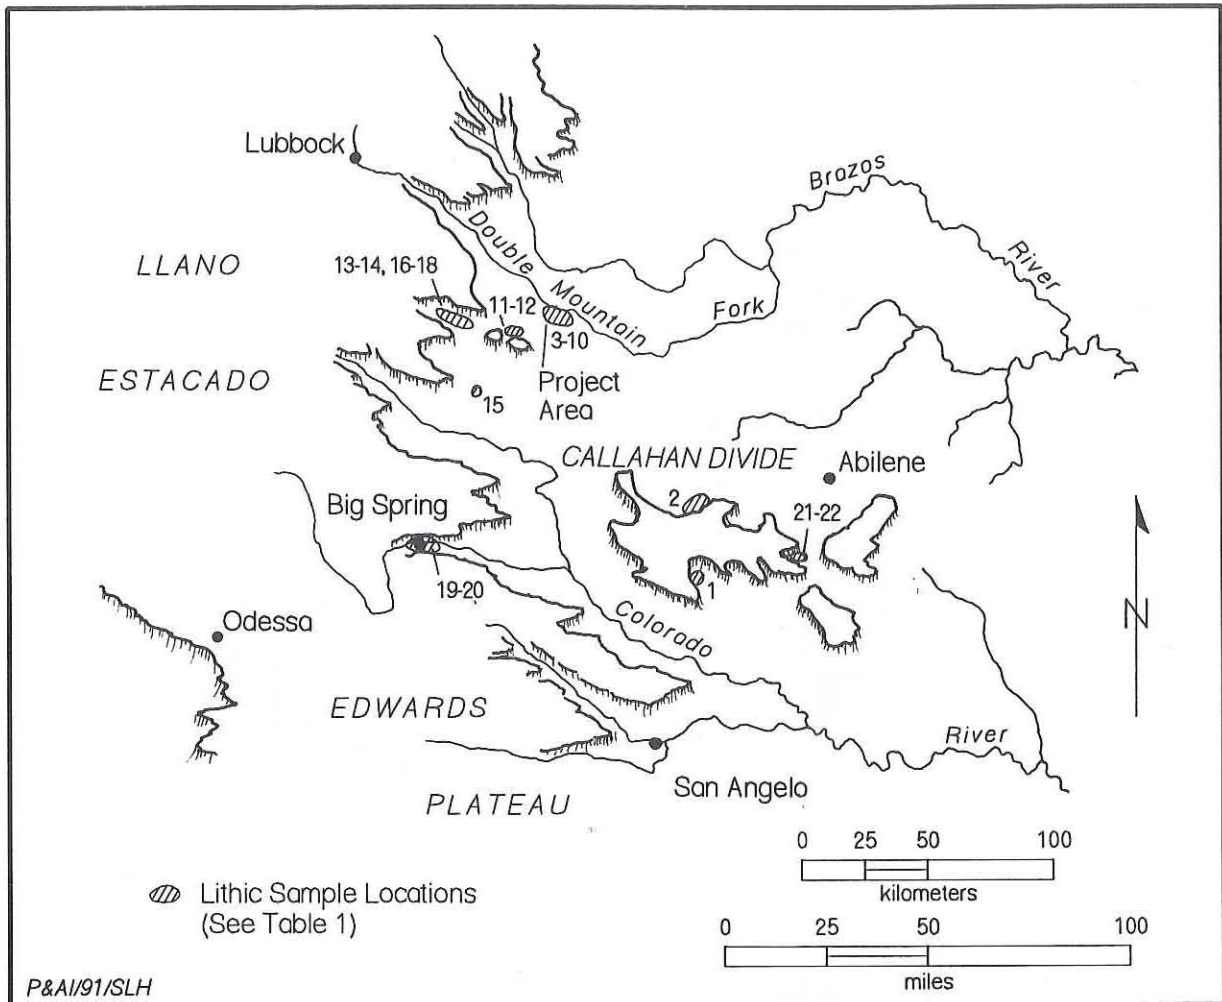 Lubbock
Brazos
River
Double
Mountain
Fork
LLANO
13-14, 16-18
11-12
3-10
ESTACADO
Project
Area
15
CALLAHAN DIVIDE
Abilene
2
21-22
Big Spring
19-20
1
N
Odessa
Colorado
EDWARDS
River
San Angelo
PLATEAU
0 25 50 100
kilometers
Lithic Sample Locations
(See Table 1)
0 25 50 100
miles
P&AI/91/SLH